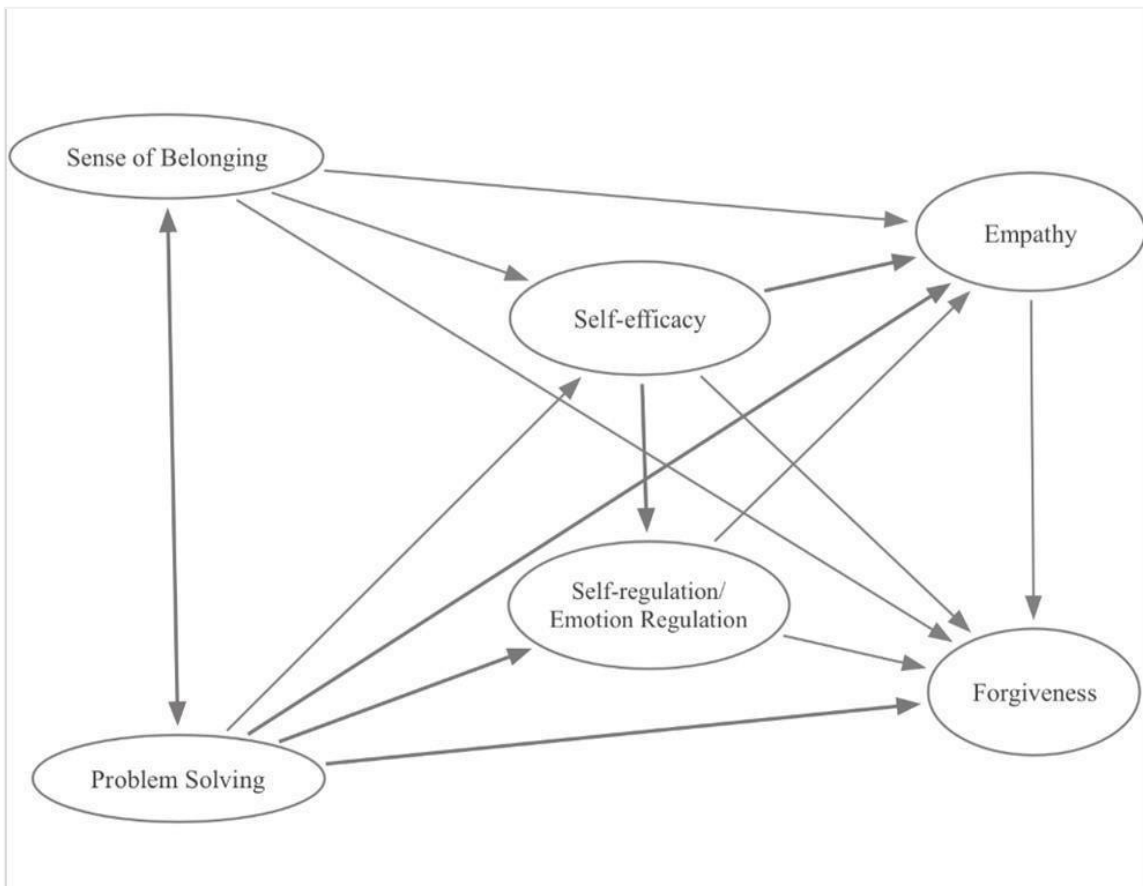 Sense of Belonging
Empathy
Self-efficacy
Self-regulation/
Emotion Regulation
Forgiveness
Problem Solving